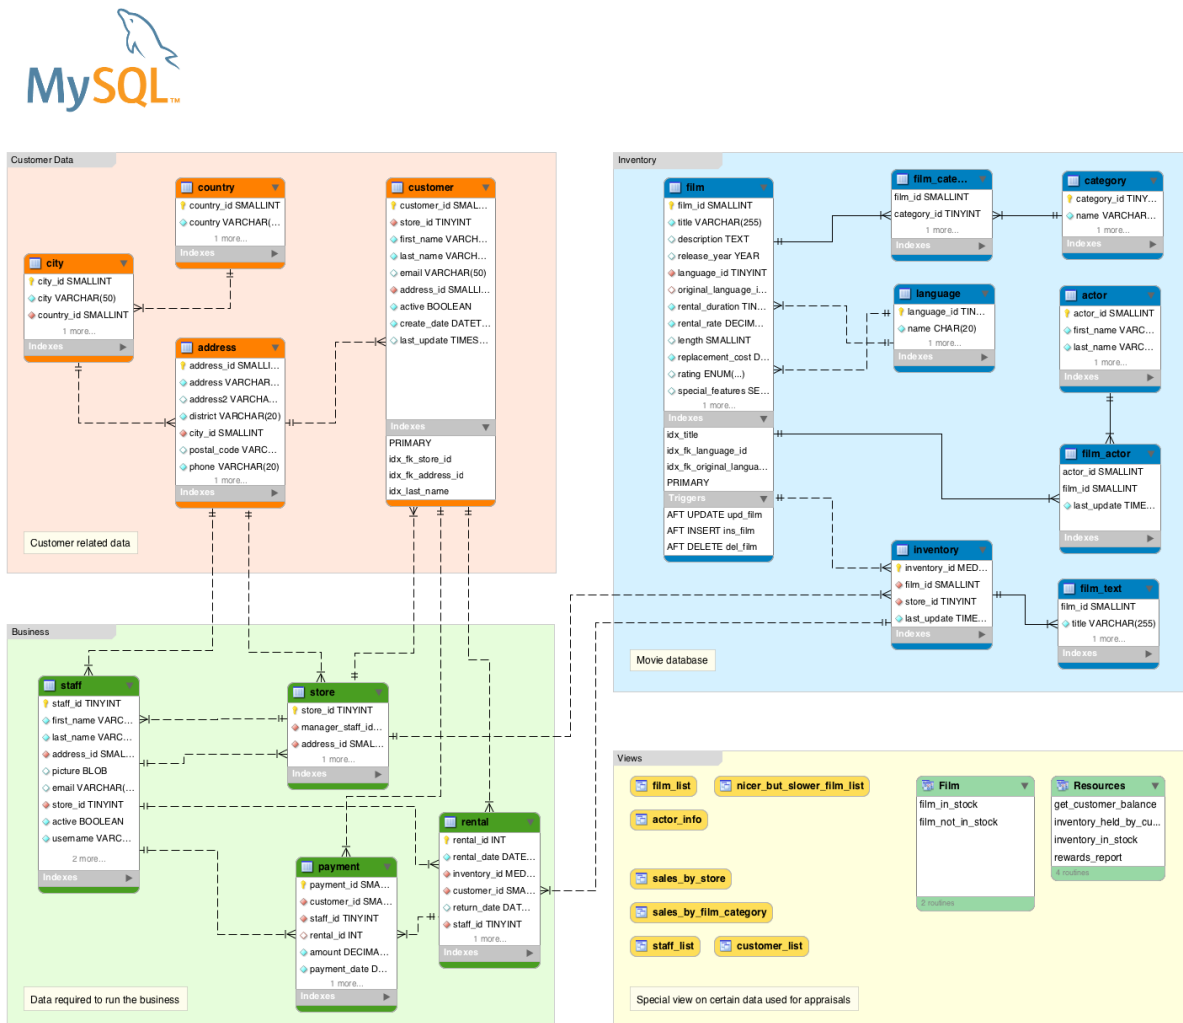 MySQL™
Customer Data
country
country_id SMALLINT
country VARCHAR(...
1 more...
Indexes
customer
customer_id SMAL...
store_id TINYINT
first_name VARCH...
last_name VARCH...
email VARCHAR(50)
address_id SMALLI...
active BOOLEAN
create_date DATET...
last_update TIMES...
Indexes
PRIMARY
idx_fk_store_id
idx_fk_address_id
idx_last_name
city
city_id SMALLINT
city VARCHAR(50)
country_id SMALLINT
1 more...
Indexes
address
address_id SMALLI...
address VARCHAR...
address2 VARCHA...
district VARCHAR(20)
city_id SMALLINT
postal_code VARC...
phone VARCHAR(20)
1 more...
Indexes
Customer related data
Inventory
film
film_id SMALLINT
title VARCHAR(255)
description TEXT
release_year YEAR
language_id TINYINT
original_language_i...
rental_duration TIN...
rental_rate DECIM...
length SMALLINT
replacement_cost D...
rating ENUM(...)
special_features SE...
1 more...
Indexes
idx_title
idx_fk_language_id
idx_fk_original_langua...
PRIMARY
Triggers
AFT UPDATE upd_film
AFT INSERT ins_film
AFT DELETE del_film
film_cate...
film_id SMALLINT
category_id TINYINT
1 more...
Indexes
category
category_id TINY...
name VARCHAR...
1 more...
Indexes
language
language_id TIN...
name CHAR(20)
1 more...
Indexes
actor
actor_id SMALLINT
first_name VARC...
last_name VARC...
1 more...
Indexes
film_actor
actor_id SMALLINT
film_id SMALLINT
last_update TIME...
Indexes
inventory
inventory_id MED...
film_id SMALLINT
store_id TINYINT
last_update TIME...
Indexes
film_text
film_id SMALLINT
title VARCHAR(255)
1 more...
Indexes
Movie database
Business
staff
staff_id TINYINT
first_name VARC...
last_name VARC...
address_id SMAL...
picture BLOB
email VARCHAR(...
store_id TINYINT
active BOOLEAN
username VARC...
2 more...
Indexes
store
store_id TINYINT
manager_staff_id...
address_id SMAL...
1 more...
Indexes
rental
rental_id INT
rental_date DATE...
inventory_id MED...
customer_id SMA...
return_date DAT...
staff_id TINYINT
1 more...
Indexes
payment
payment_id SMA...
customer_id SMA...
staff_id TINYINT
rental_id INT
amount DECIMA...
payment_date D...
1 more...
Indexes
Data required to run the business
Views
film_list
nicer_but_slower_film_list
actor_info
sales_by_store
sales_by_film_category
staff_list
customer_list
Film
film_in_stock
film_not_in_stock
2 routines
Resources
get_customer_balance
inventory_held_by_cu...
inventory_in_stock
rewards_report
4 routines
Special view on certain data used for appraisals